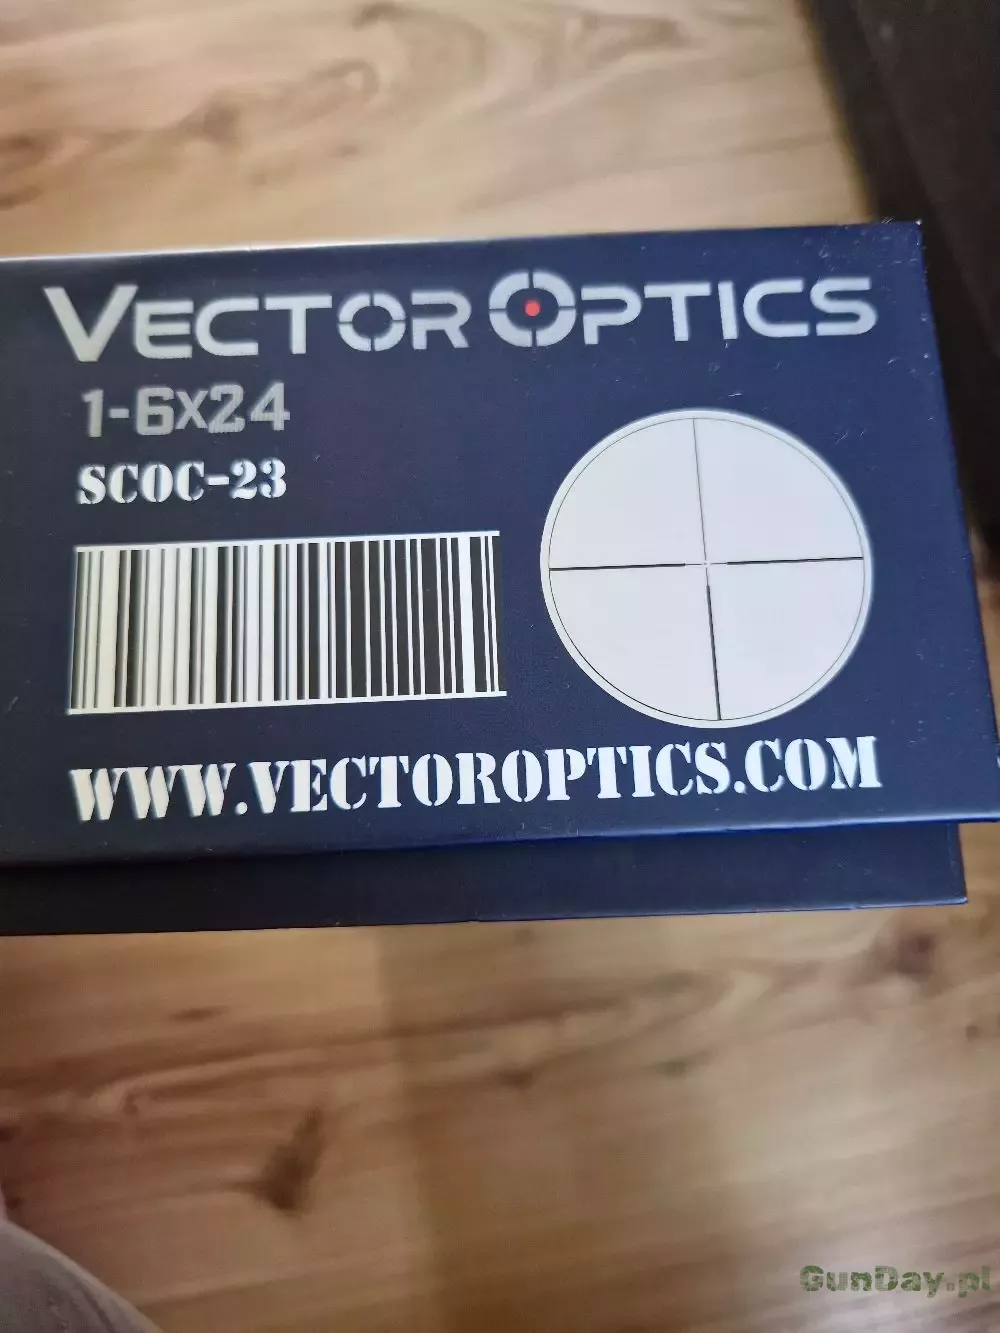 VECTOR OPTICS
1-6x24
SCOC-23
WWW.VECTOROPTICS.COM
GunDay.pl